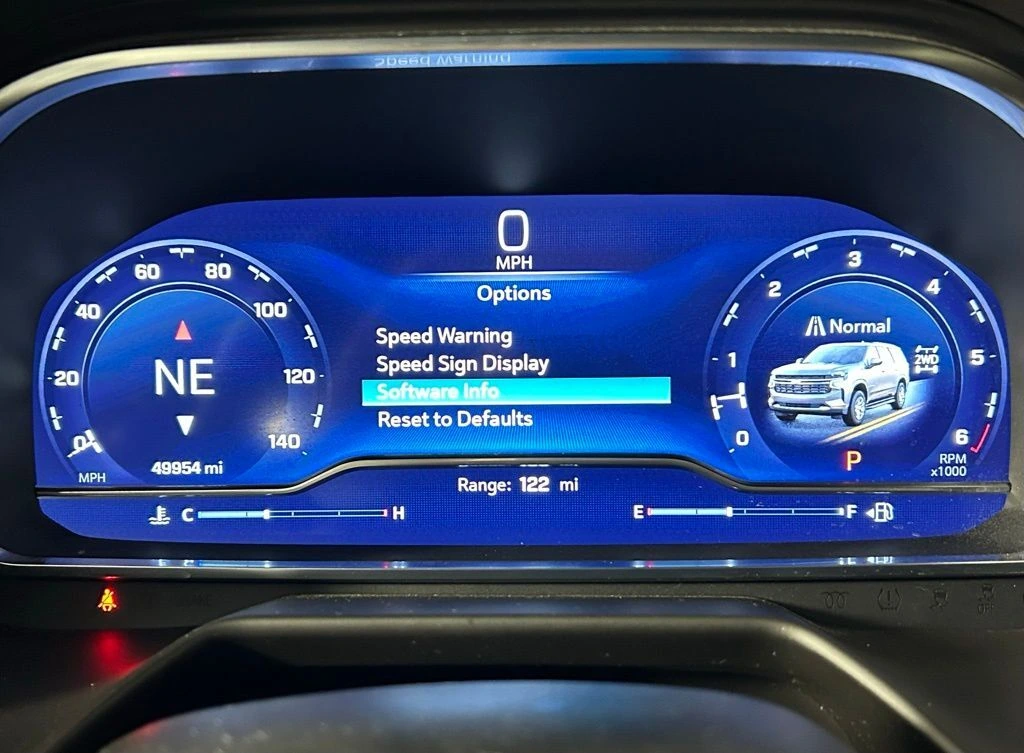 0
MPH
Options
Speed Warning
Speed Sign Display
Software Info
Reset to Defaults
0
20
40
60
80
100
120
140
MPH
NE
49954 mi
0
1
2
3
4
5
6
RPM
x1000
Normal
2WD
P
Range: 122 mi
C
H
E
F
OFF